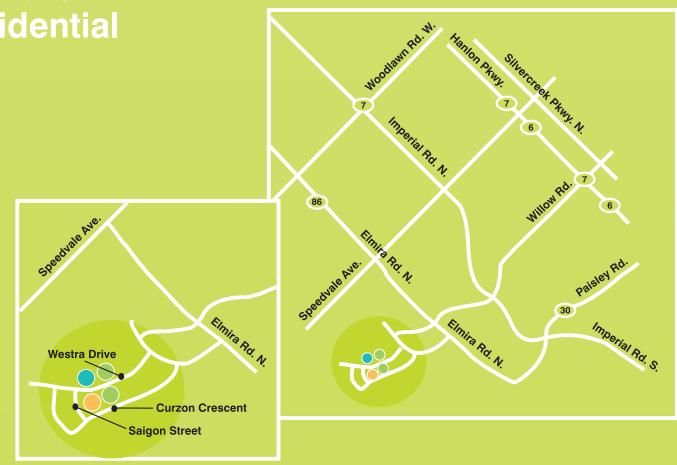 idential
Woodlawn Rd. W.
Hanlon Pkwy.
Silvercreek Pkwy. N.
7
7
6
Imperial Rd. N.
7
6
Willow Rd.
86
Elmira Rd. N.
Speedvale Ave.
Paisley Rd.
30
Imperial Rd. S.
Elmira Rd. N.
Speedvale Ave.
Elmira Rd. N.
Westra Drive
Curzon Crescent
Saigon Street